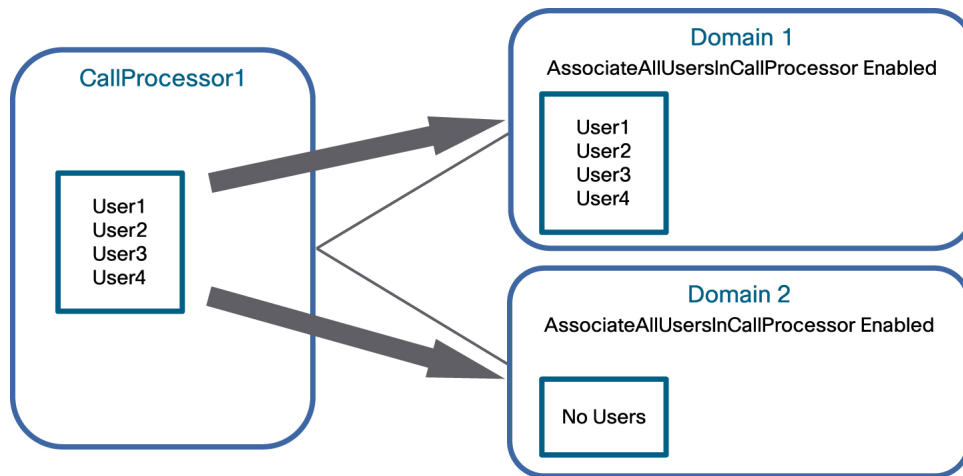 CallProcessor1
User1
User2
User3
User4
Domain 1
AssociateAllUsersInCallProcessor Enabled
User1
User2
User3
User4
Domain 2
AssociateAllUsersInCallProcessor Enabled
No Users